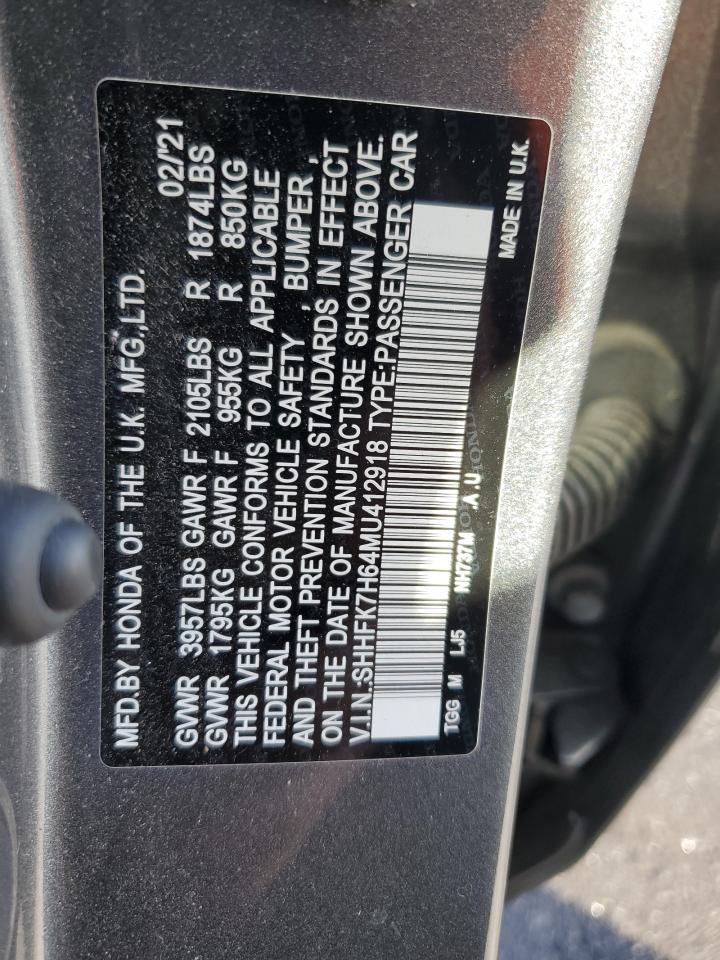 MFD.BY HONDA OF THE U.K. MFG.,LTD. 02/'21
GVWR 3957LBS GAWR F 2105LBS R 1874LBS
GVWR 1795KG GAWR F 955KG R 850KG
THIS VEHICLE CONFORMS TO ALL APPLICABLE
FEDERAL MOTOR VEHICLE SAFETY , BUMPER ,
AND THEFT PREVENTION STANDARDS IN EFFECT
ON THE DATE OF MANUFACTURE SHOWN ABOVE.
V.I.N.:SHHFK7H64MU412918 TYPE:PASSENGER CAR
TGG M LJ5 NH737M A U MADE IN U.K.